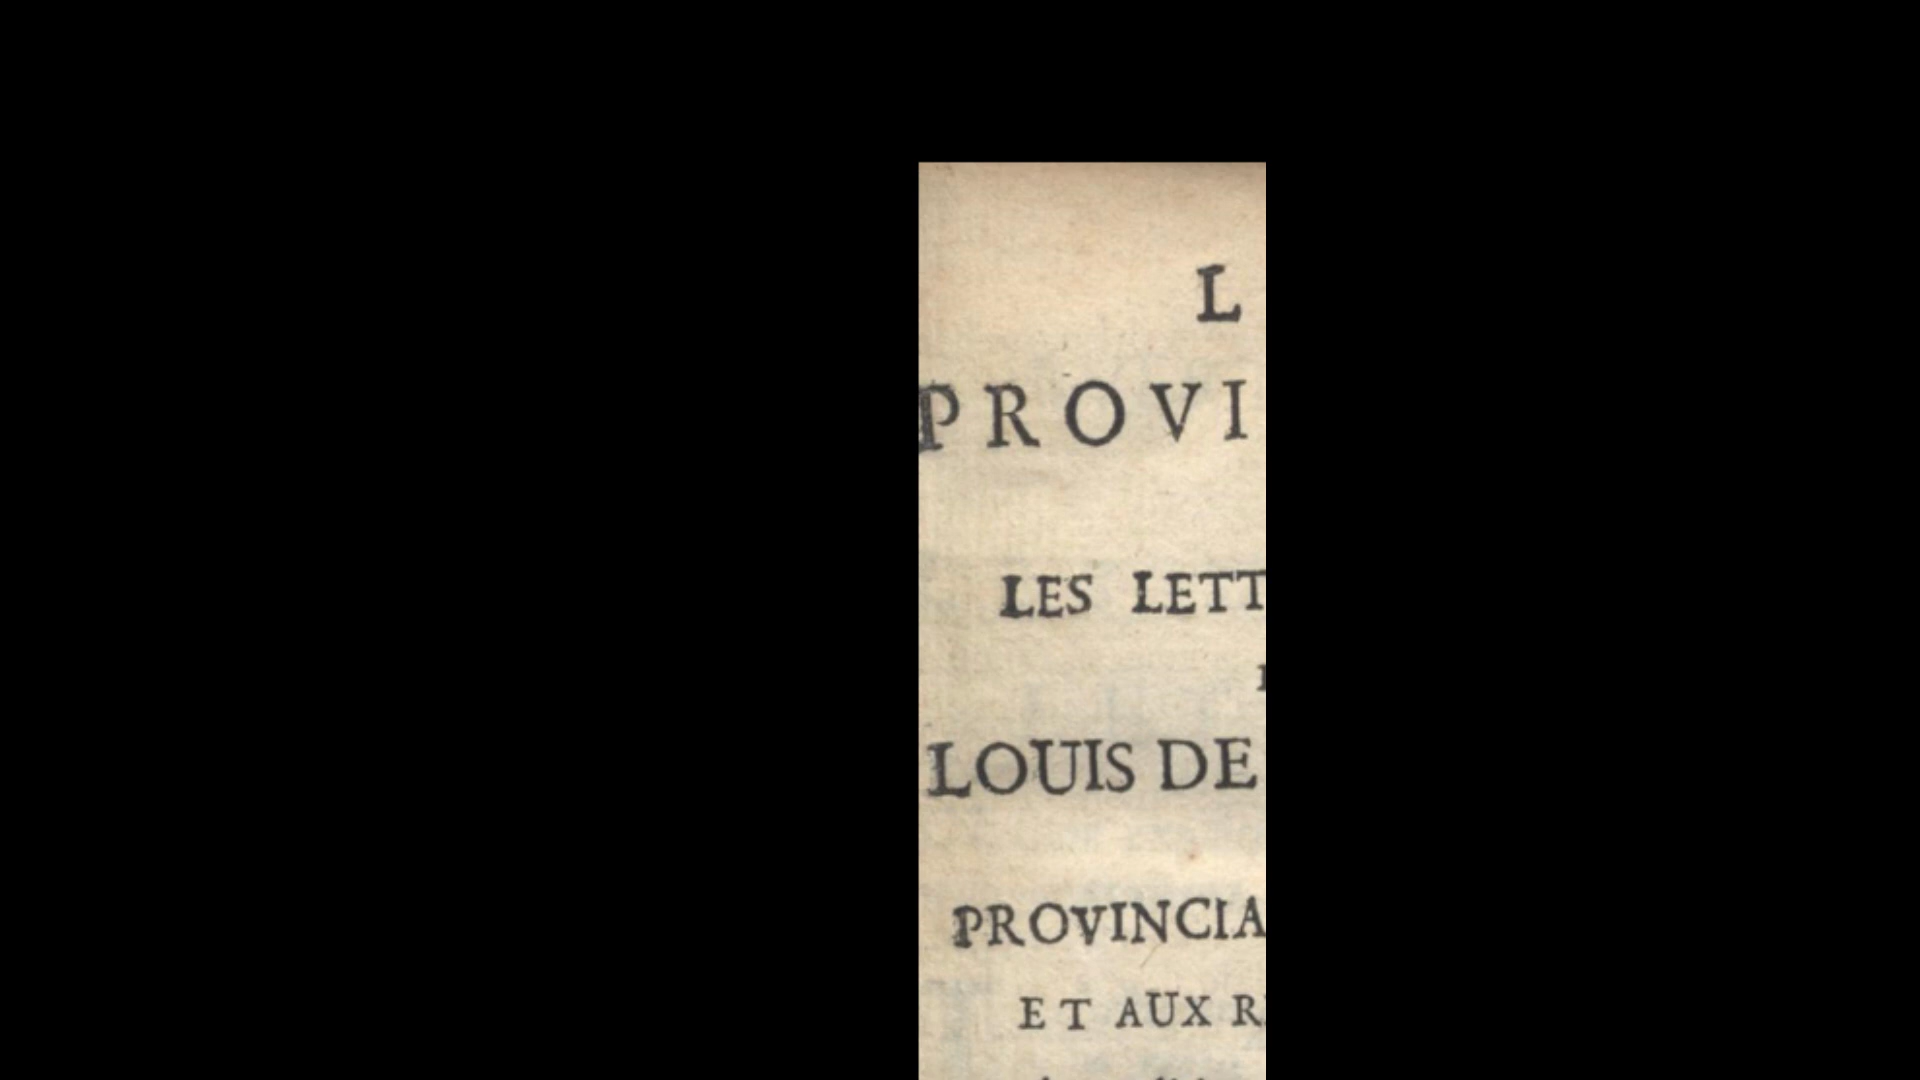 L
PROVI
LES LETT
LOUIS DE
PROVINCIA
ET AUX R